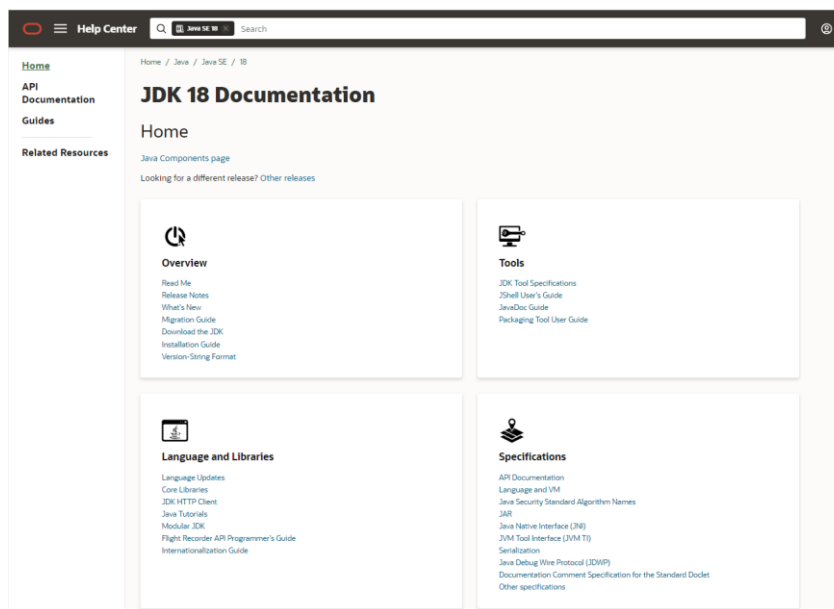 Help Center
Java SE 18
Search
Home
API
Documentation
Guides
Related Resources
Home / Java / Java SE / 18
JDK 18 Documentation
Home
Java Components page
Looking for a different release? Other releases
Overview
Read Me
Release Notes
What's New
Migration Guide
Download the JDK
Installation Guide
Version-String Format
Tools
JDK Tool Specifications
JShell User's Guide
JavaDoc Guide
Packaging Tool User Guide
Language and Libraries
Language Updates
Core Libraries
JDK HTTP Client
Java Tutorials
Modular JDK
Flight Recorder API Programmer's Guide
Internationalization Guide
Specifications
API Documentation
Language and VM
Java Security Standard Algorithm Names
JAR
Java Native Interface (JNI)
JVM Tool Interface (JVM TI)
Serialization
Java Debug Wire Protocol (JDWP)
Documentation Comment Specification for the Standard Doclet
Other specifications